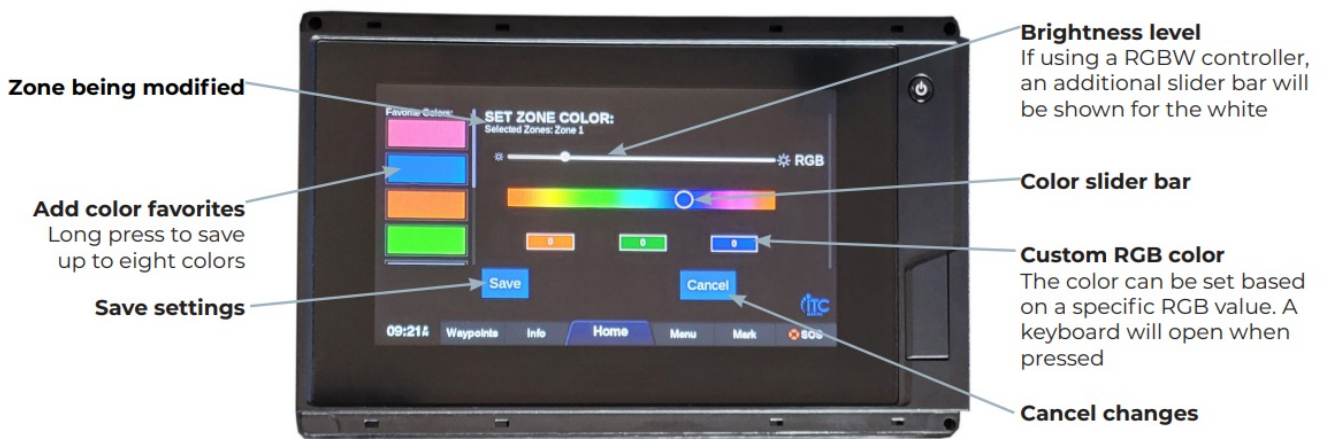 Zone being modified
Add color favorites
Long press to save
up to eight colors
Save settings
Favorite Colors:
SET ZONE COLOR:
Selected Zones: Zone 1
RGB
0
0
0
Save
Cancel
ITC
MARINE
09:21
Waypoints
Info
Home
Menu
Mark
SOS
Brightness level
If using a RGBW controller,
an additional slider bar will
be shown for the white
Color slider bar
Custom RGB color
The color can be set based
on a specific RGB value. A
keyboard will open when
pressed
Cancel changes